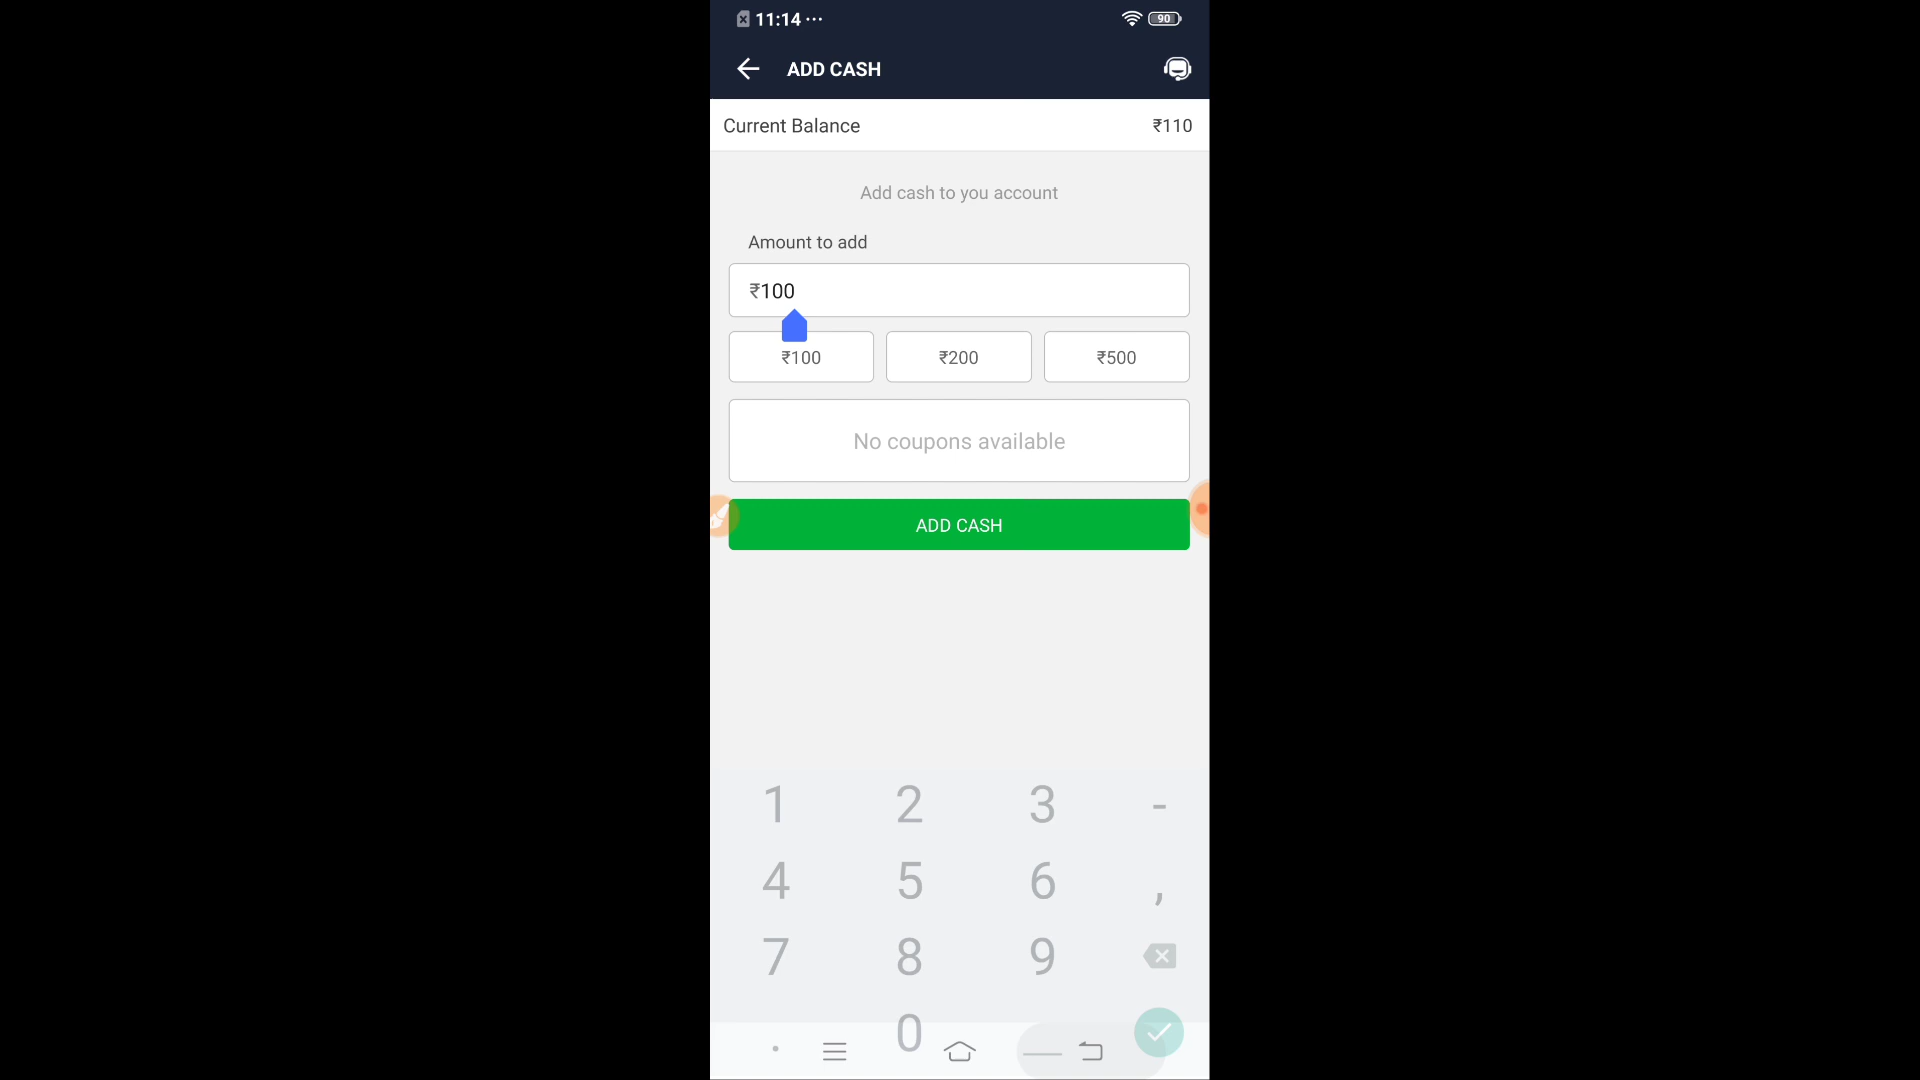 11:14 ...
90
ADD CASH
Current Balance ₹110
Add cash to you account
Amount to add
₹100
₹100 ₹200 ₹500
No coupons available
ADD CASH
1 2 3 -
4 5 6 ,
7 8 9
. 0